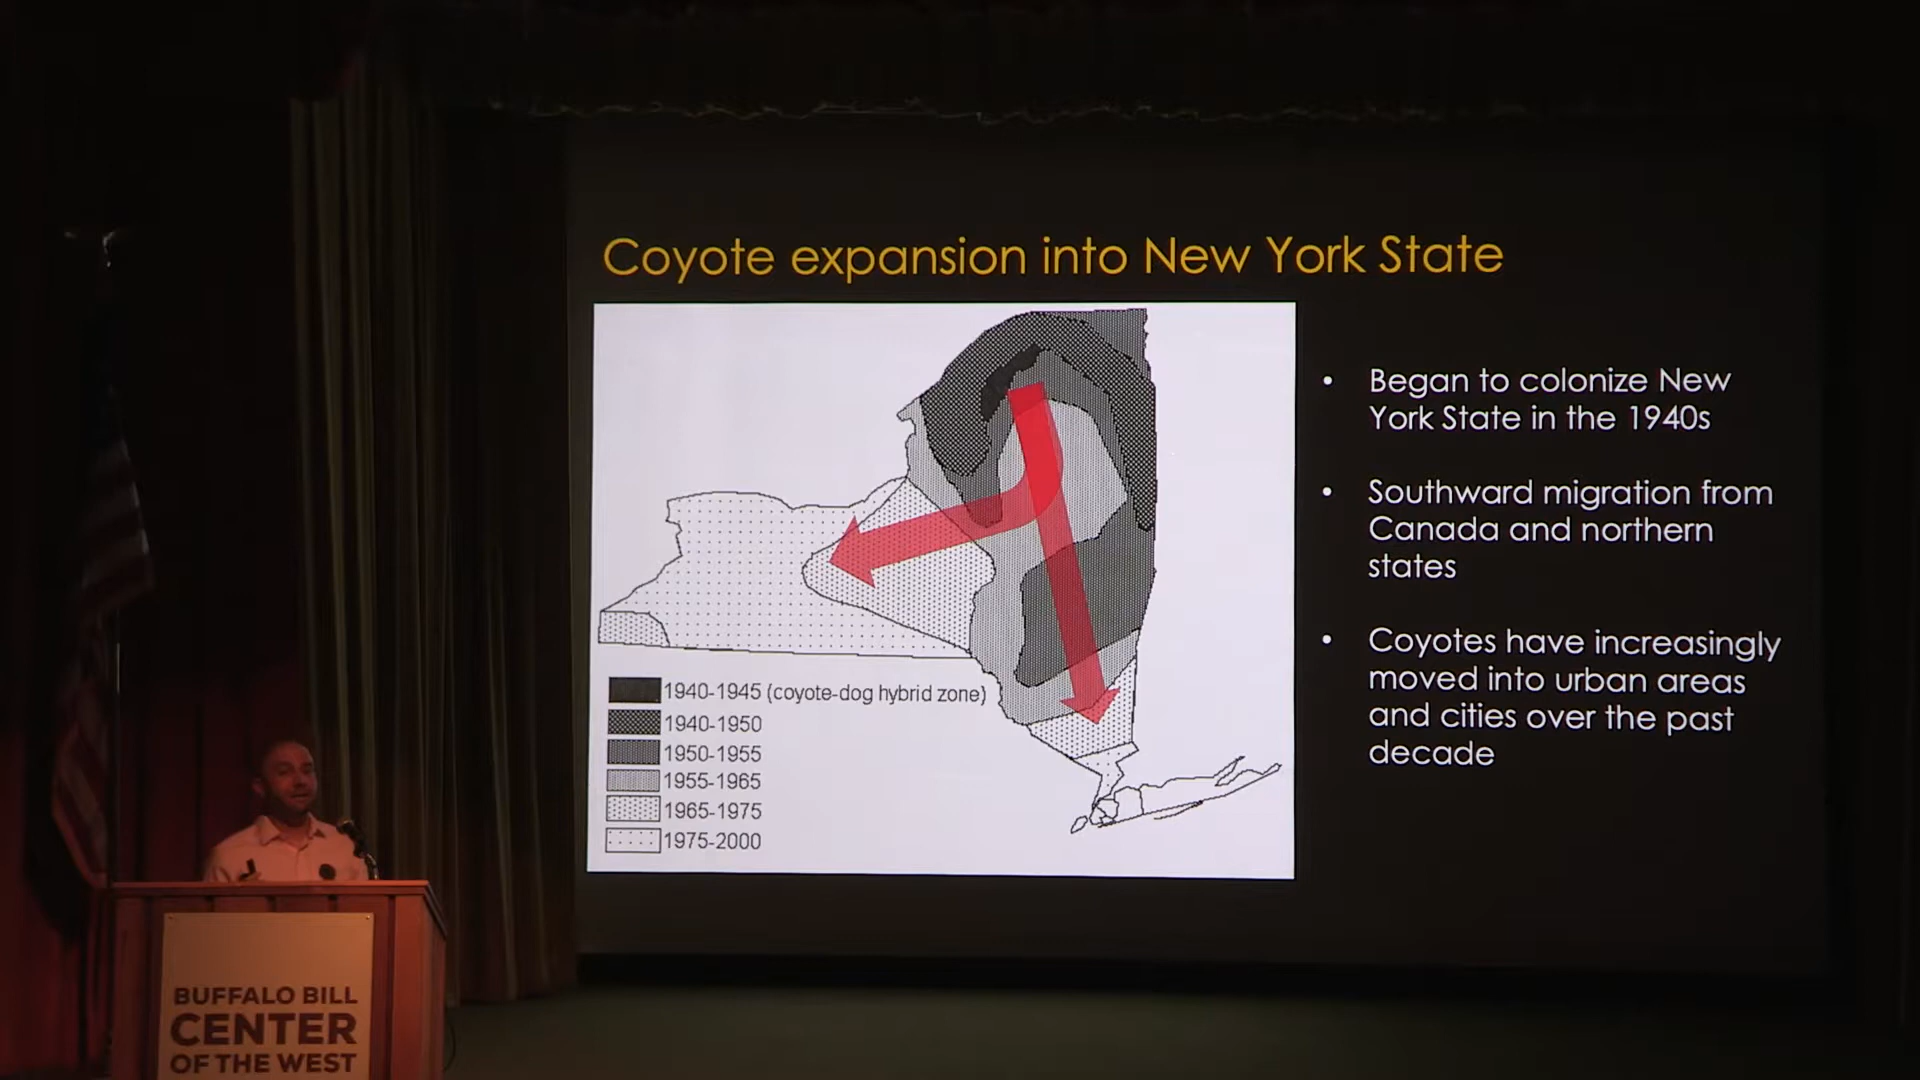 Coyote expansion into New York State
• Began to colonize New
York State in the 1940s
• Southward migration from
Canada and northern
states
• Coyotes have increasingly
moved into urban areas
and cities over the past
decade
1940-1945 (coyote-dog hybrid zone)
1940-1950
1950-1955
1955-1965
1965-1975
1975-2000
BUFFALO BILL
CENTER
OF THE WEST